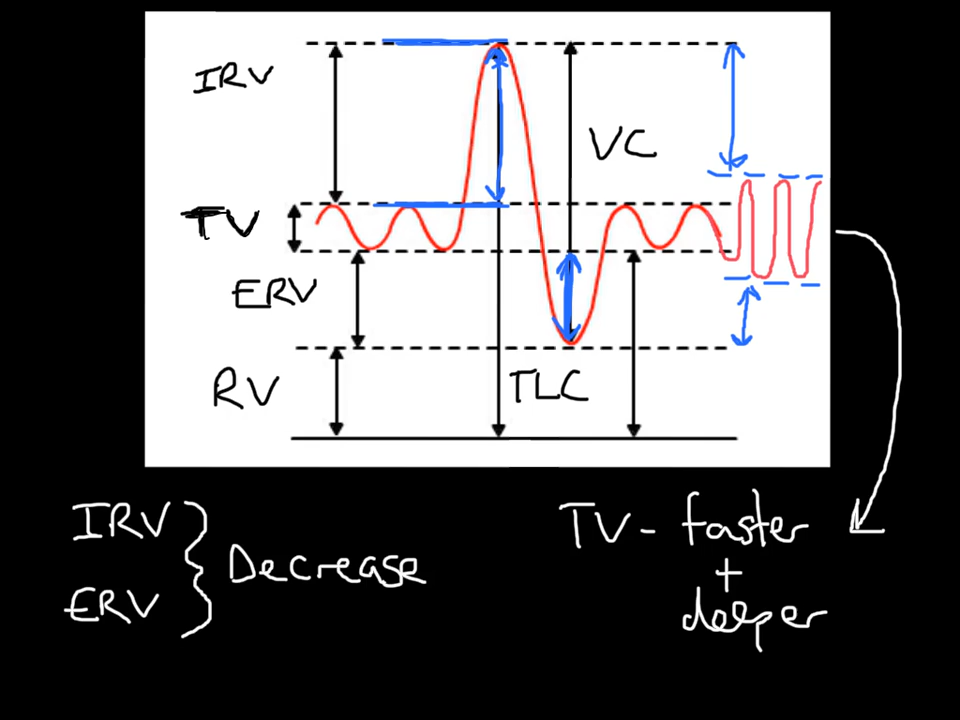 IRV
VC
TV
ERV
RV
TLC
IRV
ERV
Decrease
TV - faster
+
deeper